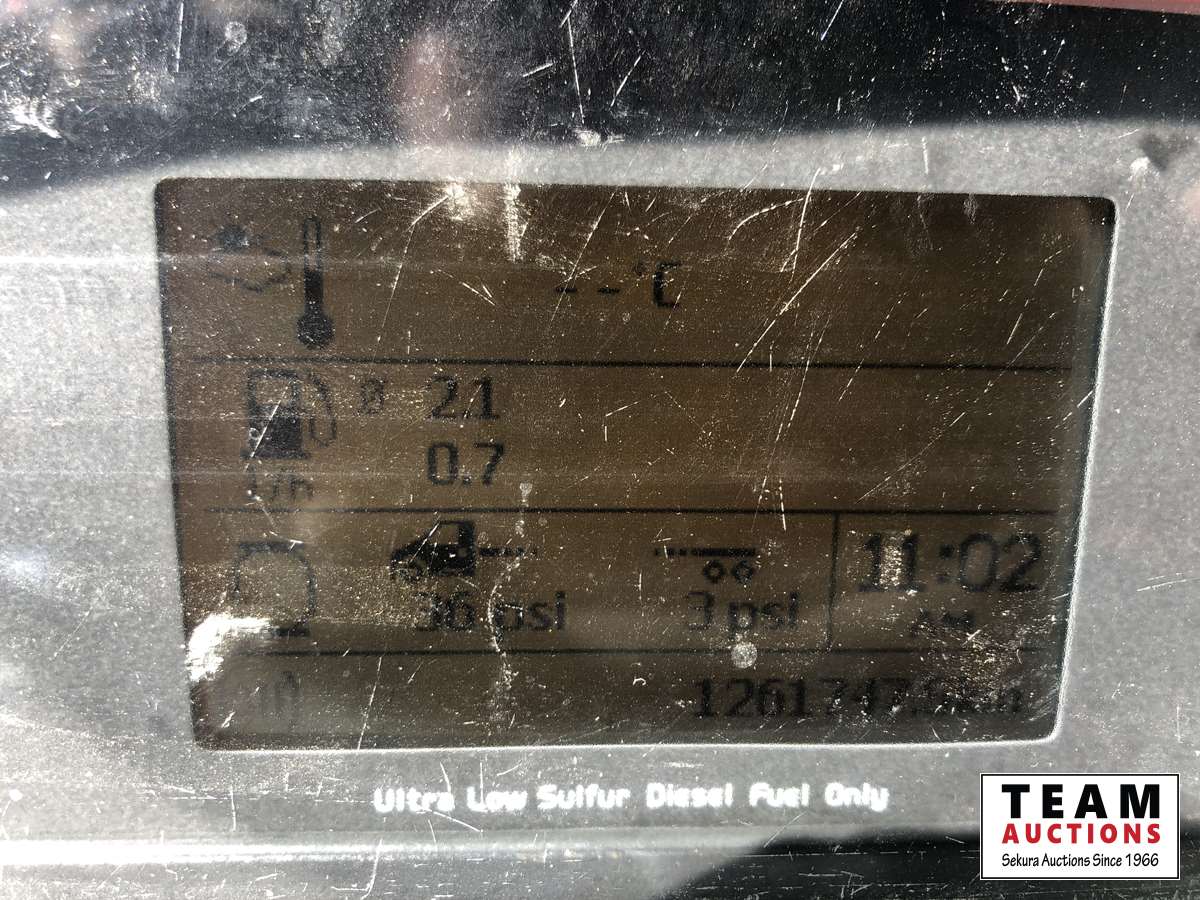 --°C
Ø 2.1
0.7
l/h
36 psi 3 psi
11:02
AM
Ultra Low Sulfur Diesel Fuel Only
TEAM
AUCTIONS
Sekura Auctions Since 1966